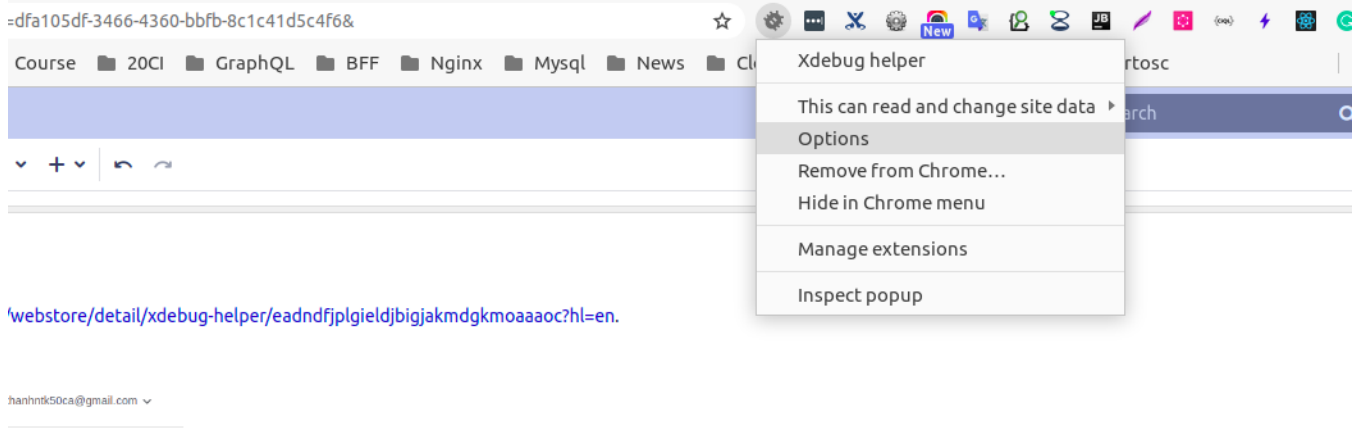 =dfa105df-3466-4360-bbfb-8c1c41d5c4f6&
New
JB
Course 20CI GraphQL BFF Nginx Mysql News Cl rtosc
Xdebug helper
This can read and change site data
arch
Options
Remove from Chrome…
Hide in Chrome menu
Manage extensions
Inspect popup
/webstore/detail/xdebug-helper/eadndfjplgieldjbigjakmdgkmoaaaoc?hl=en.
hanhntk50ca@gmail.com